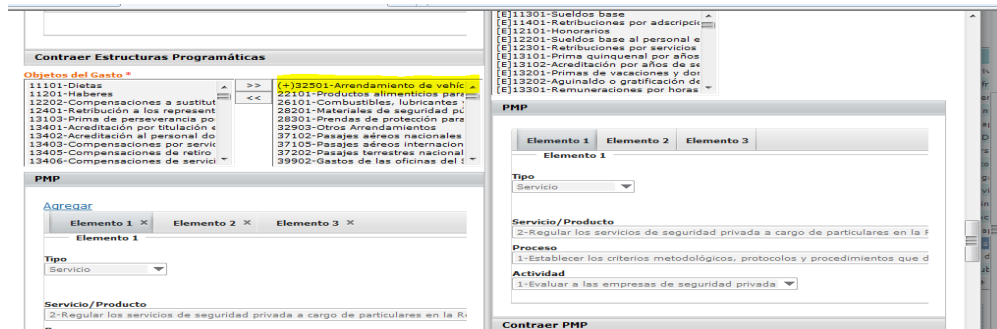 Contraer Estructuras Programáticas
Objetos del Gasto *
11101-Dietas
11201-Haberes
12202-Compensaciones a sustitut
12401-Retribución a los represent
13103-Prima de perseverancia po
13401-Acreditación por titulación e
13402-Acreditación al personal do
13403-Compensaciones por servic
13405-Compensaciones de retiro
13406-Compensaciones de servici
>>
<<
(+)32501-Arrendamiento de vehíc
22101-Productos alimenticios para
26101-Combustibles, lubricantes
28201-Materiales de seguridad pú
28301-Prendas de protección para
32903-Otros Arrendamientos
37102-Pasajes aéreos nacionales
37105-Pasajes aéreos internacion
37202-Pasajes terrestres nacional
39902-Gastos de las oficinas del
PMP
Agregar
Elemento 1 × Elemento 2 × Elemento 3 ×
Elemento 1
Tipo
Servicio
Servicio/Producto
2-Regular los servicios de seguridad privada a cargo de particulares en la Re
[E]11301-Sueldos base
[E]11401-Retribuciones por adscripció
[E]12101-Honorarios
[E]12201-Sueldos base al personal e
[E]12301-Retribuciones por servicios
[E]13101-Prima quinquenal por años
[E]13102-Acreditación por años de se
[E]13201-Primas de vacaciones y dor
[E]13202-Aguinaldo o gratificación de
[E]13301-Remuneraciones por horas
PMP
Elemento 1 Elemento 2 Elemento 3
Elemento 1
Tipo
Servicio
Servicio/Producto
2-Regular los servicios de seguridad privada a cargo de particulares en la R
Proceso
1-Establecer los criterios metodológicos, protocolos y procedimientos que d
Actividad
1-Evaluar a las empresas de seguridad privada
Contraer PMP